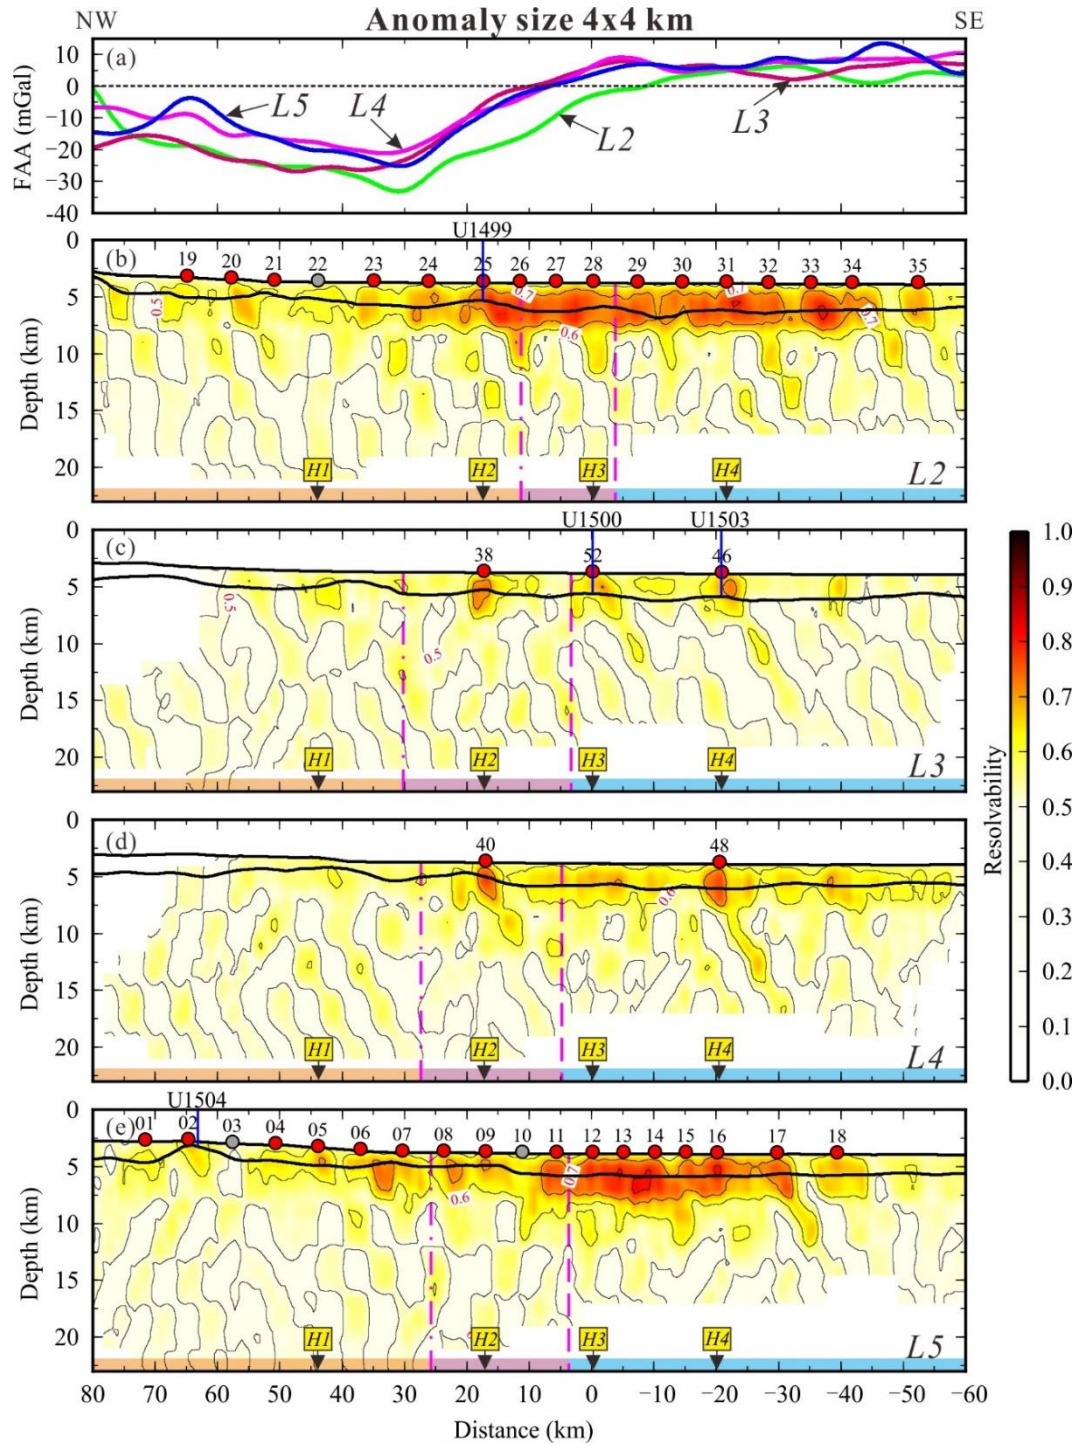 NW Anomaly size 4x4 km SE
(a)
FAA (mGal)
10
0
−10
−20
−30
−40
L5 L4 L2 L3
U1499
(b)
19 20 21 22 23 24 25 26 27 28 29 30 31 32 33 34 35
0.5 0.7 0.6 0.7 0.7
Depth (km)
0
5
10
15
20
H1 H2 H3 H4 L2
U1500 U1503
(c)
38 52 46
0.5 0.5
Depth (km)
0
5
10
15
20
H1 H2 H3 H4 L3
(d)
40 48
0.6
Depth (km)
0
5
10
15
20
H1 H2 H3 H4 L4
U1504
(e)
01 02 03 04 05 06 07 08 09 10 11 12 13 14 15 16 17 18
0.6 0.7
Depth (km)
0
5
10
15
20
H1 H2 H3 H4 L5
80 70 60 50 40 30 20 10 0 −10 −20 −30 −40 −50 −60
Distance (km)
Resolvability
1.0
0.9
0.8
0.7
0.6
0.5
0.4
0.3
0.2
0.1
0.0